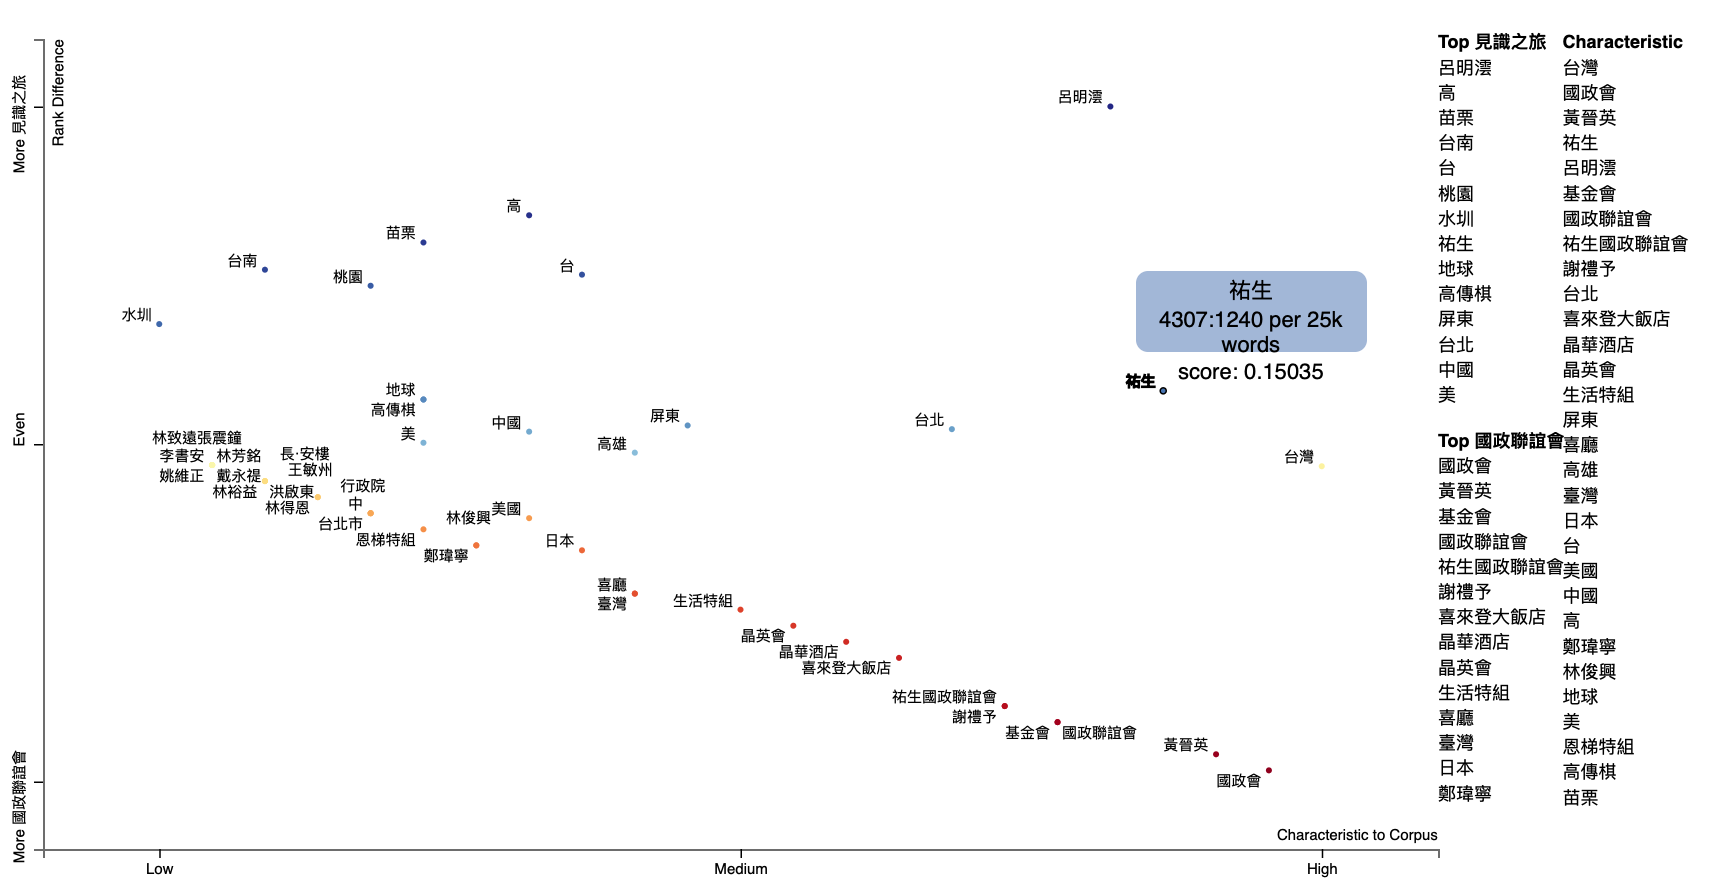 More 見識之旅
Rank Difference
Even
More 國政聯誼會
呂明澐
高
苗栗
台南
台
桃園
水圳
祐生
4307:1240 per 25k
words
score: 0.15035
祐生
地球
高傳棋
美
中國
屏東
高雄
台北
台灣
林致遠張震鐘
李書安 林芳銘 長·安樓
王敏州
姚維正 戴永禔
林裕益 洪啟東 行政院
林得恩 中
台北市
恩梯特組
林俊興 美國
鄭瑋寧
日本
喜廳
臺灣
生活特組
晶英會
晶華酒店
喜來登大飯店
祐生國政聯誼會
謝禮予
基金會 國政聯誼會
黃晉英
國政會
Characteristic to Corpus
Low Medium High
Top 見識之旅
呂明澐
高
苗栗
台南
台
桃園
水圳
祐生
地球
高傳棋
屏東
台北
中國
美
Top 國政聯誼會
國政會
黃晉英
基金會
國政聯誼會
祐生國政聯誼會
謝禮予
喜來登大飯店
晶華酒店
晶英會
生活特組
喜廳
臺灣
日本
鄭瑋寧
Characteristic
台灣
國政會
黃晉英
祐生
呂明澐
基金會
國政聯誼會
祐生國政聯誼會
謝禮予
台北
喜來登大飯店
晶華酒店
晶英會
生活特組
屏東
喜廳
高雄
臺灣
日本
台
美國
中國
高
鄭瑋寧
林俊興
地球
美
恩梯特組
高傳棋
苗栗